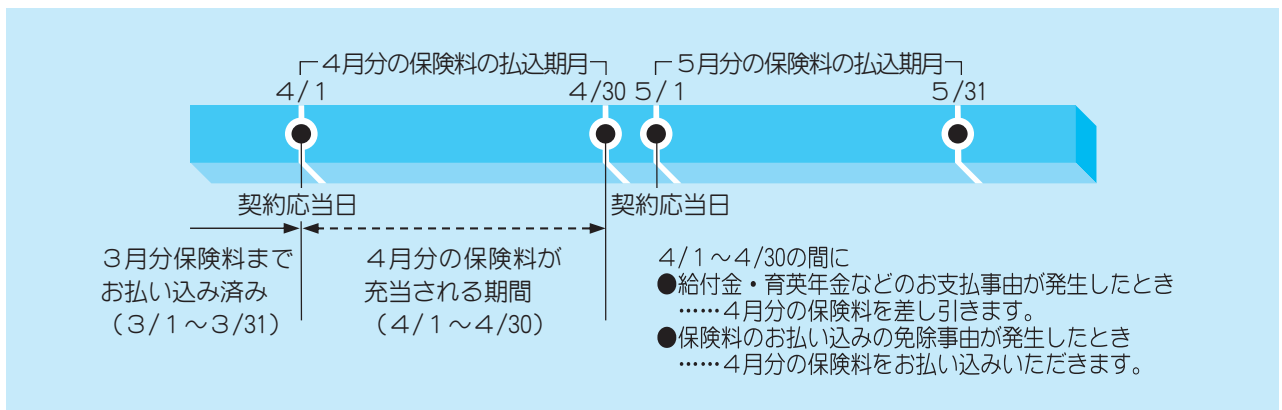 ４月分の保険料の払込期月
５月分の保険料の払込期月
４/１
４/30
５/１
５/31
契約応当日
契約応当日
３月分保険料まで
お払い込み済み
（３/１～３/31）
４月分の保険料が
充当される期間
（４/１～４/30）
４/１～４/30の間に
●給付金・育英年金などのお支払事由が発生したとき
……４月分の保険料を差し引きます。
●保険料のお払い込みの免除事由が発生したとき
……４月分の保険料をお払い込みいただきます。